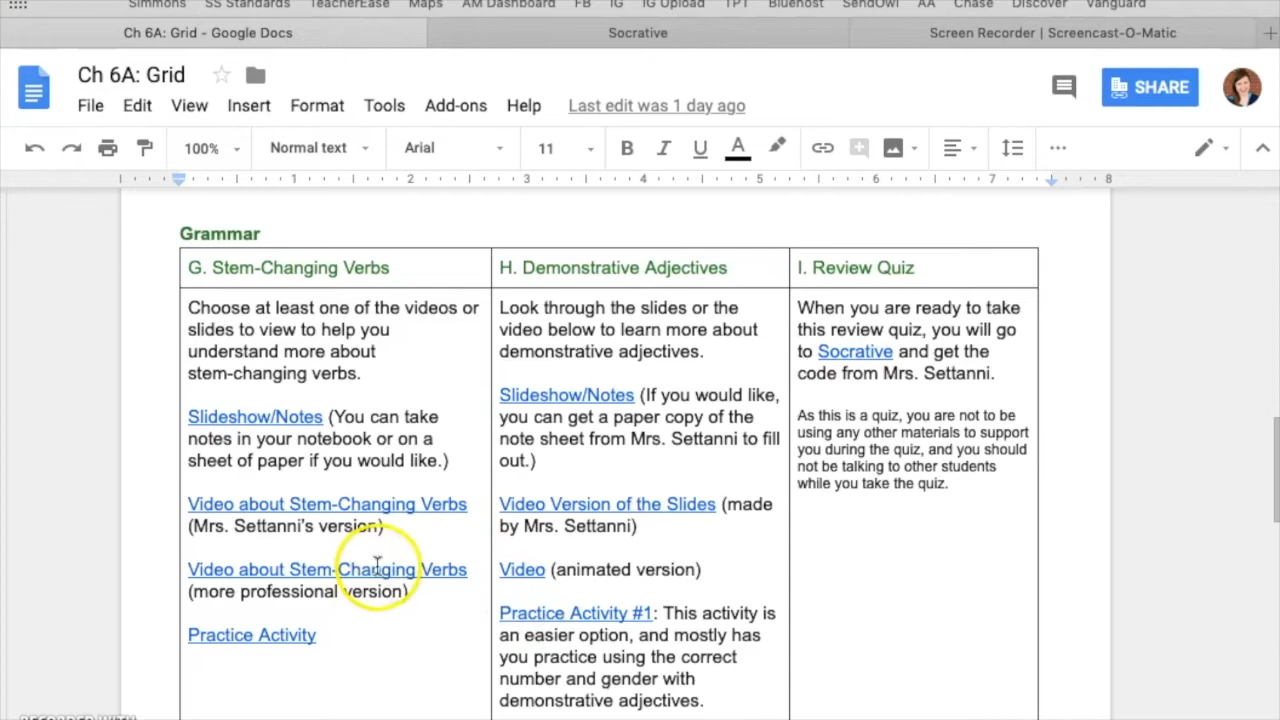 Simmons SS Standards TeacherEase Maps AM Dashboard FB IG IG Upload TPT Bluehost SendOwl AA Chase Discover Vanguard
Ch 6A: Grid - Google Docs Socrative Screen Recorder | Screencast-O-Matic
Ch 6A: Grid
SHARE
File Edit View Insert Format Tools Add-ons Help Last edit was 1 day ago
100% Normal text Arial 11 B I U A
1 2 3 4 5 6 7 8
Grammar
G. Stem-Changing Verbs
Choose at least one of the videos or
slides to view to help you
understand more about
stem-changing verbs.
Slideshow/Notes (You can take
notes in your notebook or on a
sheet of paper if you would like.)
Video about Stem-Changing Verbs
(Mrs. Settanni's version)
Video about Stem-Changing Verbs
(more professional version)
Practice Activity
H. Demonstrative Adjectives
Look through the slides or the
video below to learn more about
demonstrative adjectives.
Slideshow/Notes (If you would like,
you can get a paper copy of the
note sheet from Mrs. Settanni to fill
out.)
Video Version of the Slides (made
by Mrs. Settanni)
Video (animated version)
Practice Activity #1: This activity is
an easier option, and mostly has
you practice using the correct
number and gender with
demonstrative adjectives.
I. Review Quiz
When you are ready to take
this review quiz, you will go
to Socrative and get the
code from Mrs. Settanni.
As this is a quiz, you are not to be
using any other materials to support
you during the quiz, and you should
not be talking to other students
while you take the quiz.
RECORDED WITH